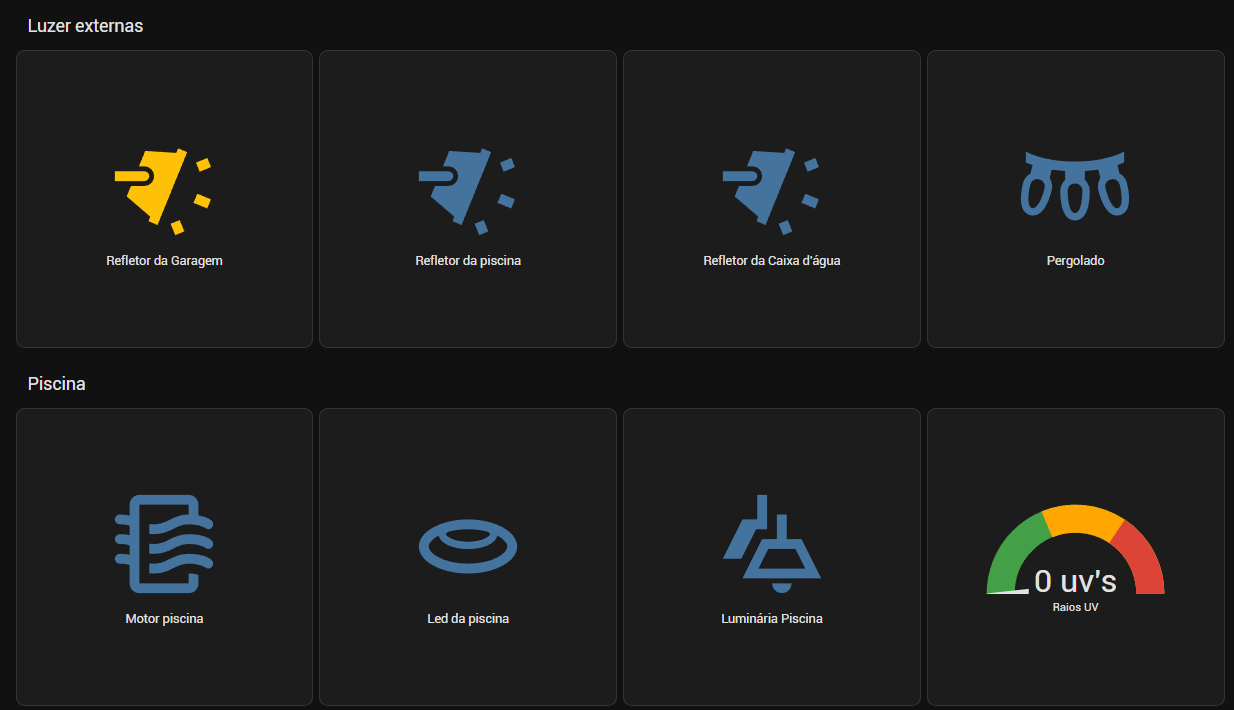 Luzer externas
Refletor da Garagem
Refletor da piscina
Refletor da Caixa d'água
Pergolado
Piscina
Motor piscina
Led da piscina
Luminária Piscina
0 uv's
Raios UV